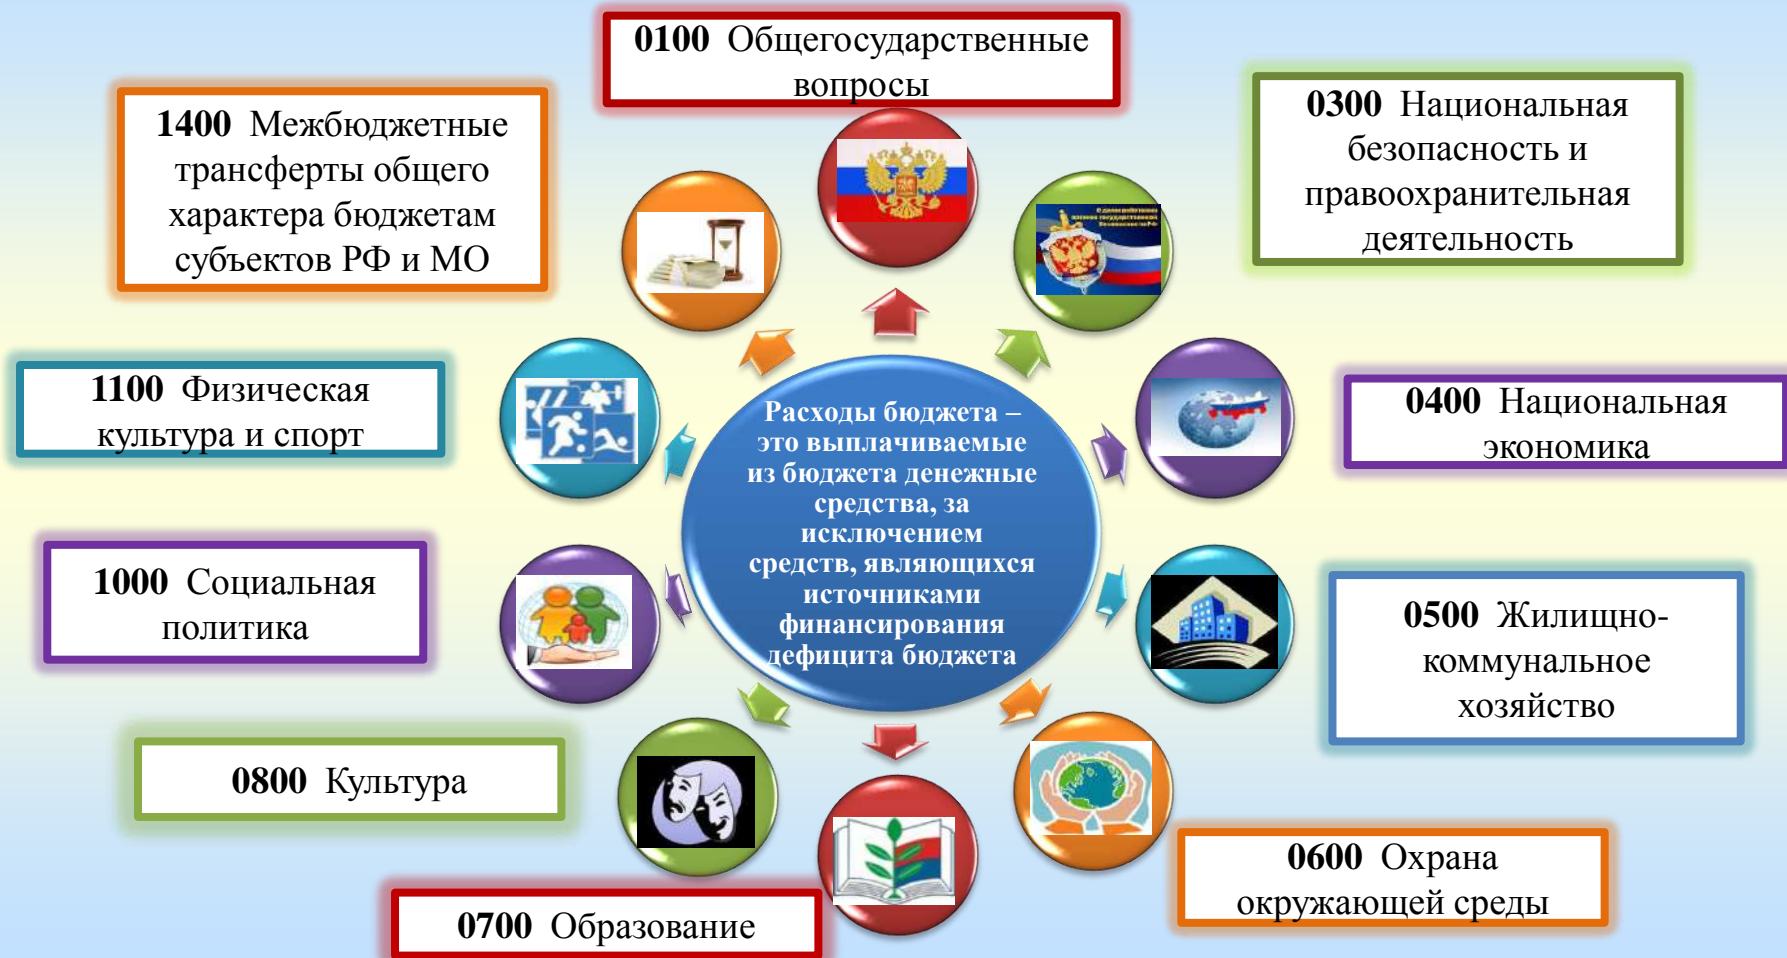 0100 Общегосударственные
вопросы
0300 Национальная
безопасность и
правоохранительная
деятельность
0400 Национальная
экономика
0500 Жилищно-
коммунальное
хозяйство
0600 Охрана
окружающей среды
0700 Образование
0800 Культура
1000 Социальная
политика
1100 Физическая
культура и спорт
1400 Межбюджетные
трансферты общего
характера бюджетам
субъектов РФ и МО
Расходы бюджета –
это выплачиваемые
из бюджета денежные
средства, за
исключением
средств, являющихся
источниками
финансирования
дефицита бюджета